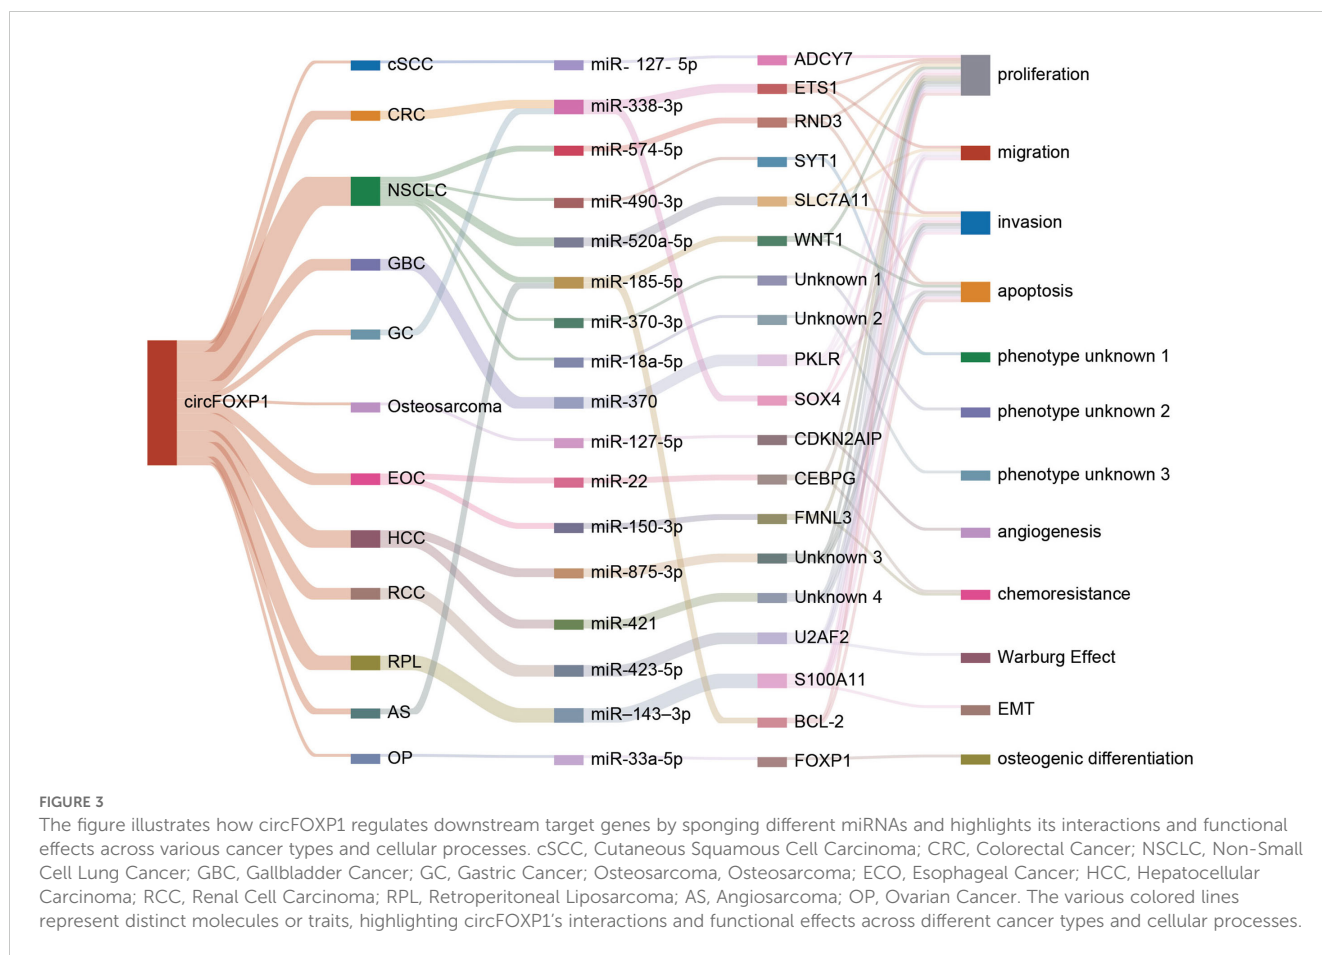 circFOXP1
cSCC
CRC
NSCLC
GBC
GC
Osteosarcoma
EOC
HCC
RCC
RPL
AS
OP
miR- 127- 5p
miR-338-3p
miR-574-5p
miR-490-3p
miR-520a-5p
miR-185-5p
miR-370-3p
miR-18a-5p
miR-370
miR-127-5p
miR-22
miR-150-3p
miR-875-3p
miR-421
miR-423-5p
miR–143–3p
miR-33a-5p
ADCY7
ETS1
RND3
SYT1
SLC7A11
WNT1
Unknown 1
Unknown 2
PKLR
SOX4
CDKN2AIP
CEBPG
FMNL3
Unknown 3
Unknown 4
U2AF2
S100A11
BCL-2
FOXP1
proliferation
migration
invasion
apoptosis
phenotype unknown 1
phenotype unknown 2
phenotype unknown 3
angiogenesis
chemoresistance
Warburg Effect
EMT
osteogenic differentiation
FIGURE 3
The figure illustrates how circFOXP1 regulates downstream target genes by sponging different miRNAs and highlights its interactions and functional
effects across various cancer types and cellular processes. cSCC, Cutaneous Squamous Cell Carcinoma; CRC, Colorectal Cancer; NSCLC, Non-Small
Cell Lung Cancer; GBC, Gallbladder Cancer; GC, Gastric Cancer; Osteosarcoma, Osteosarcoma; ECO, Esophageal Cancer; HCC, Hepatocellular
Carcinoma; RCC, Renal Cell Carcinoma; RPL, Retroperitoneal Liposarcoma; AS, Angiosarcoma; OP, Ovarian Cancer. The various colored lines
represent distinct molecules or traits, highlighting circFOXP1's interactions and functional effects across different cancer types and cellular processes.